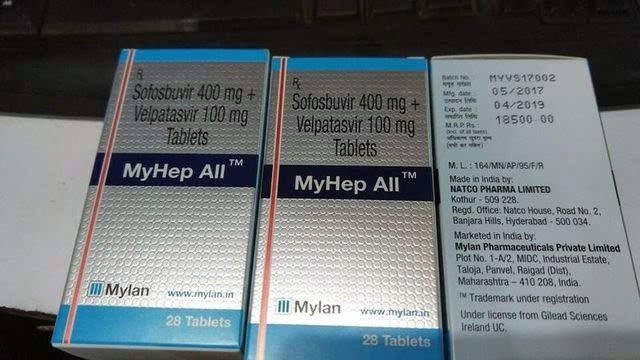 Rx
Sofosbuvir 400 mg +
Velpatasvir 100 mg
Tablets
MyHep All™
Mylan www.mylan.in
28 Tablets
Rx
Sofosbuvir 400 mg +
Velpatasvir 100 mg
Tablets
MyHep All™
Mylan www.mylan.in
28 Tablets
Batch No. MYVS17002
Mfg. date : 05/2017
Exp. date : 04/2019
M.R.P. Rs. : 18500-00
(Incl. of all taxes)
M. L. : 164/MN/AP/95/F/R
Made in India by:
NATCO PHARMA LIMITED
Kothur - 509 228.
Regd. Office: Natco House, Road No. 2,
Banjara Hills, Hyderabad - 500 034.
Marketed in India by:
Mylan Pharmaceuticals Private Limited
Plot No. 1-A/2, MIDC, Industrial Estate,
Taloja, Panvel, Raigad (Dist),
Maharashtra – 410 208, India.
™ Trademark under registration
Under license from Gilead Sciences
Ireland UC.